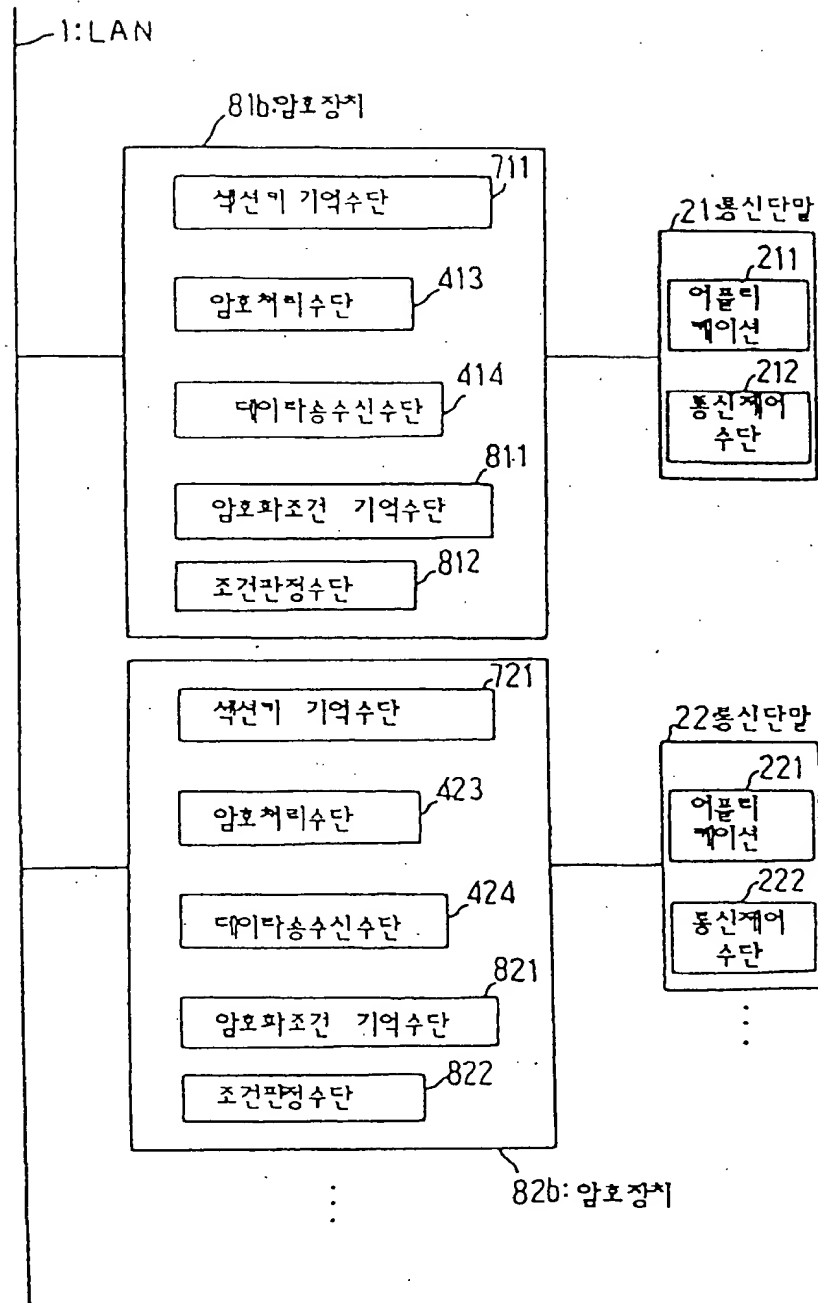 1:LAN
81b:암호장치
711
섹션키 기억수단
413
암호처리수단
414
데이타송수신수단
811
암호화조건 기억수단
812
조건판정수단
21통신단말
211
어플리
케이션
212
통신제어
수단
721
섹션키 기억수단
423
암호처리수단
424
데이타송수신수단
821
암호화조건 기억수단
822
조건판정수단
82b:암호장치
22통신단말
221
어플리
케이션
222
통신제어
수단